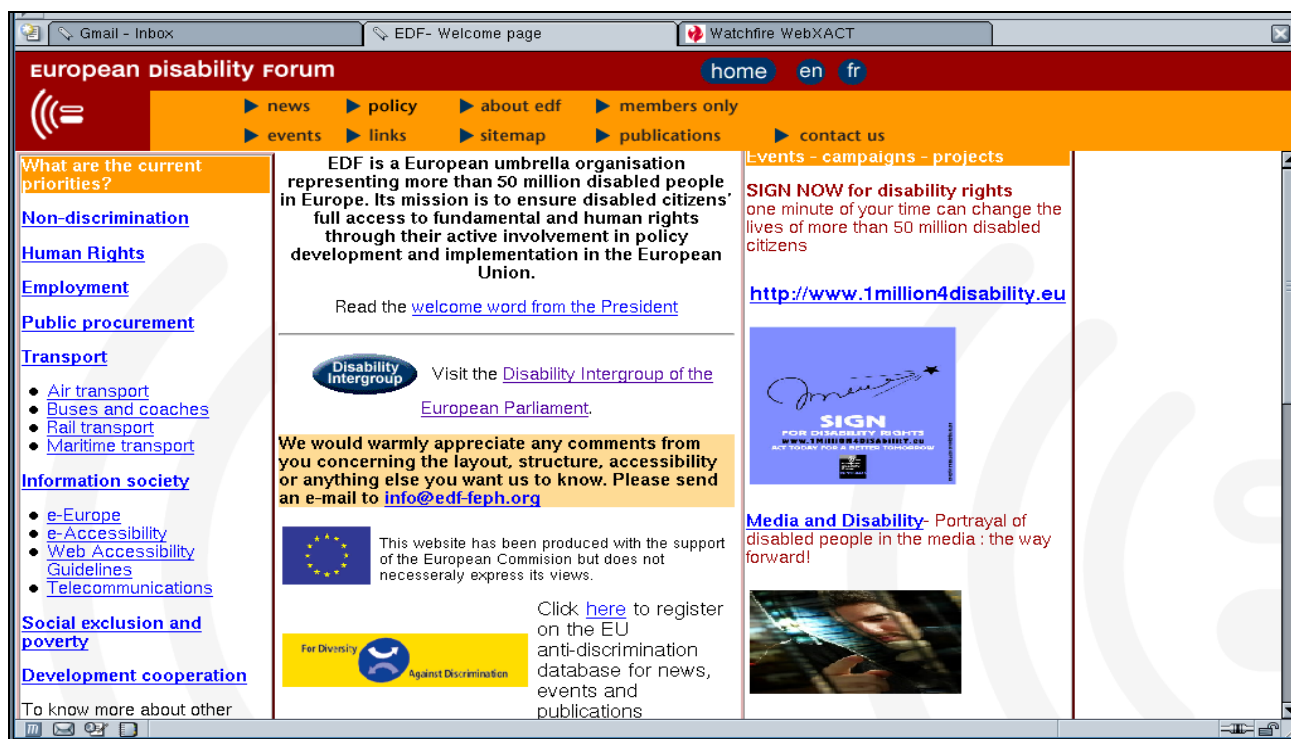 Gmail - Inbox
EDF- Welcome page
Watchfire WebXACT
European Disability Forum
home en fr
news policy about edf members only
events links sitemap publications contact us
What are the current
priorities?
Non-discrimination
Human Rights
Employment
Public procurement
Transport
Air transport
Buses and coaches
Rail transport
Maritime transport
Information society
e-Europe
e-Accessibility
Web Accessibility
Guidelines
Telecommunications
Social exclusion and
poverty
Development cooperation
To know more about other
EDF is a European umbrella organisation
representing more than 50 million disabled people
in Europe. Its mission is to ensure disabled citizens'
full access to fundamental and human rights
through their active involvement in policy
development and implementation in the European
Union.
Read the welcome word from the President
Disability
Intergroup
Visit the Disability Intergroup of the
European Parliament.
We would warmly appreciate any comments from
you concerning the layout, structure, accessibility
or anything else you want us to know. Please send
an e-mail to info@edf-feph.org
This website has been produced with the support
of the European Commision but does not
necesseraly express its views.
For Diversity
Against Discrimination
Click here to register
on the EU
anti-discrimination
database for news,
events and
publications
Events - campaigns - projects
SIGN NOW for disability rights
one minute of your time can change the
lives of more than 50 million disabled
citizens
http://www.1million4disability.eu
SIGN
FOR DISABILITY RIGHTS
WWW.1MILLION4DISABILITY.EU
ACT TODAY FOR A BETTER TOMORROW
Media and Disability- Portrayal of
disabled people in the media : the way
forward!